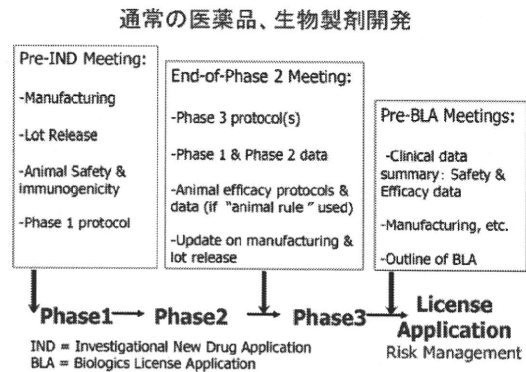 通常の医薬品、生物製剤開発
Pre-IND Meeting:
-Manufacturing
-Lot Release
-Animal Safety &
immunogenicity
-Phase 1 protocol
End-of-Phase 2 Meeting:
-Phase 3 protocol(s)
-Phase 1 & Phase 2 data
-Animal efficacy protocols &
data (if “animal rule” used)
-Update on manufacturing &
lot release
Pre-BLA Meetings:
-Clinical data
summary: Safety &
Efficacy data
-Manufacturing, etc.
-Outline of BLA
Phase1
Phase2
Phase3
License
Application
Risk Management
IND = Investigational New Drug Application
BLA = Biologics License Application